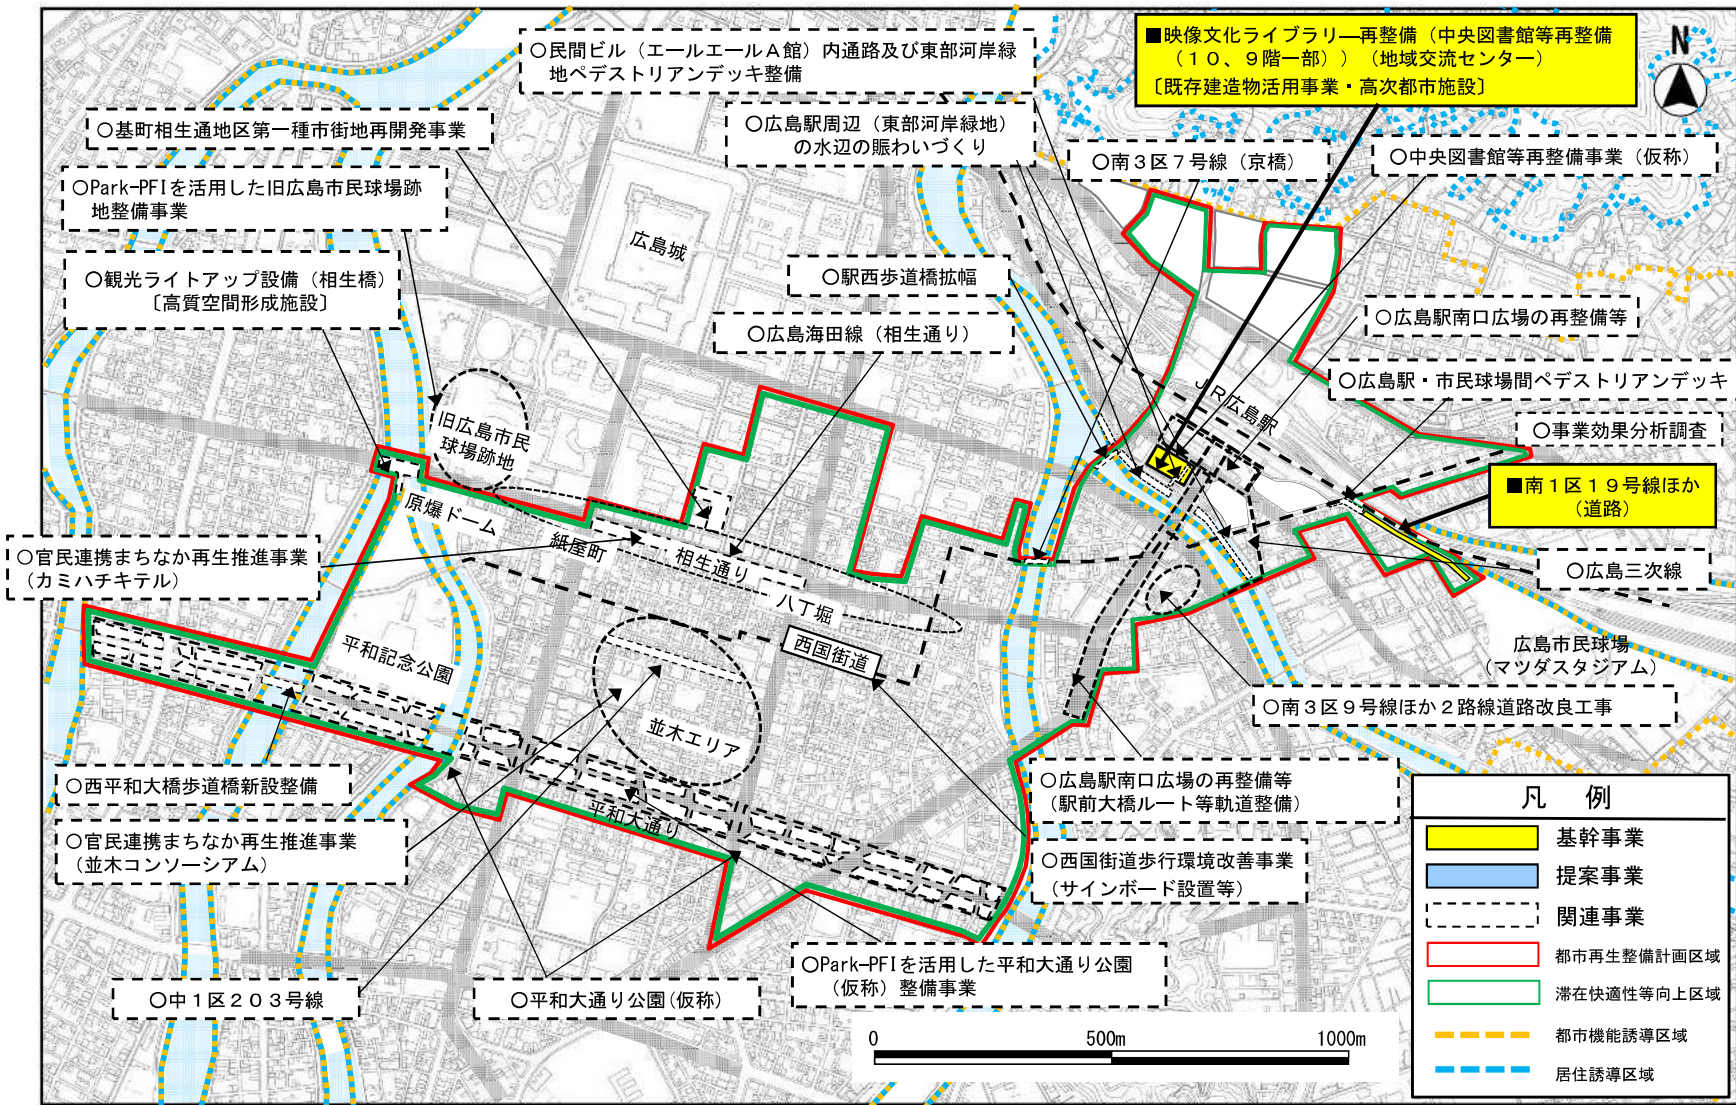 ○民間ビル（エールエールＡ館）内通路及び東部河岸緑
地ペデストリアンデッキ整備
■映像文化ライブラリー再整備（中央図書館等再整備
（１０、９階一部））（地域交流センター）
〔既存建造物活用事業・高次都市施設〕
N
○基町相生通地区第一種市街地再開発事業
○広島駅周辺（東部河岸緑地）
の水辺の賑わいづくり
○南３区７号線（京橋）
○中央図書館等再整備事業（仮称）
○Park-PFIを活用した旧広島市民球場跡
地整備事業
広島城
○観光ライトアップ設備（相生橋）
〔高質空間形成施設〕
○駅西歩道橋拡幅
○広島海田線（相生通り）
○広島駅南口広場の再整備等
○広島駅・市民球場間ペデストリアンデッキ
ＪＲ広島駅
○事業効果分析調査
旧広島市民
球場跡地
■南１区１９号線ほか
（道路）
原爆ドーム
紙屋町
相生通り
八丁堀
○官民連携まちなか再生推進事業
（カミハチキテル）
○広島三次線
西国街道
平和記念公園
広島市民球場
（マツダスタジアム）
○南３区９号線ほか２路線道路改良工事
並木エリア
○西平和大橋歩道橋新設整備
○広島駅南口広場の再整備等
（駅前大橋ルート等軌道整備）
平和大通り
○官民連携まちなか再生推進事業
（並木コンソーシアム）
○西国街道歩行環境改善事業
（サインボード設置等）
○Park-PFIを活用した平和大通り公園
（仮称）整備事業
○中１区２０３号線
○平和大通り公園(仮称)
0 500m 1000m
凡　例
基幹事業
提案事業
関連事業
都市再生整備計画区域
滞在快適性等向上区域
都市機能誘導区域
居住誘導区域